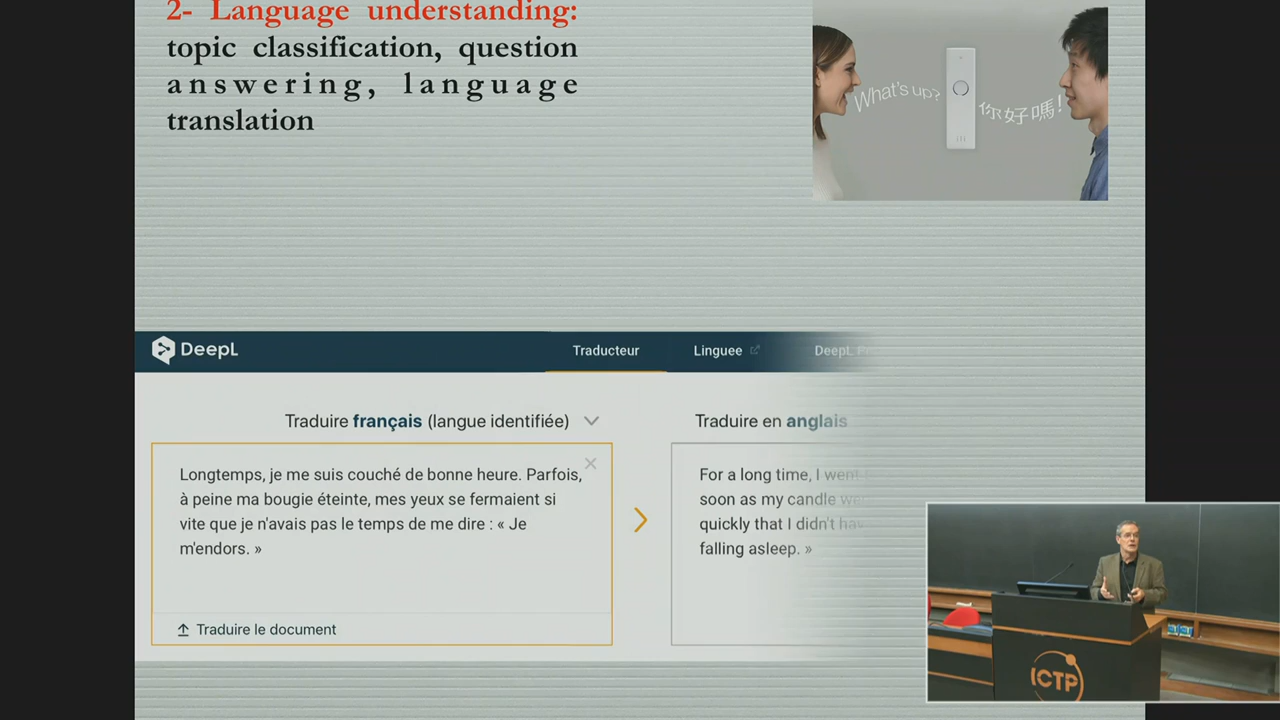 2- Language understanding:
topic classification, question
answering, language
translation
What's up?
你好嗎!
DeepL
Traducteur
Linguee
DeepL
Traduire français (langue identifiée)
Traduire en anglais
Longtemps, je me suis couché de bonne heure. Parfois,
à peine ma bougie éteinte, mes yeux se fermaient si
vite que je n'avais pas le temps de me dire : « Je
m'endors. »
Traduire le document
For a long time, I went
soon as my candle
quickly that I didn't
falling asleep. »
ICTP